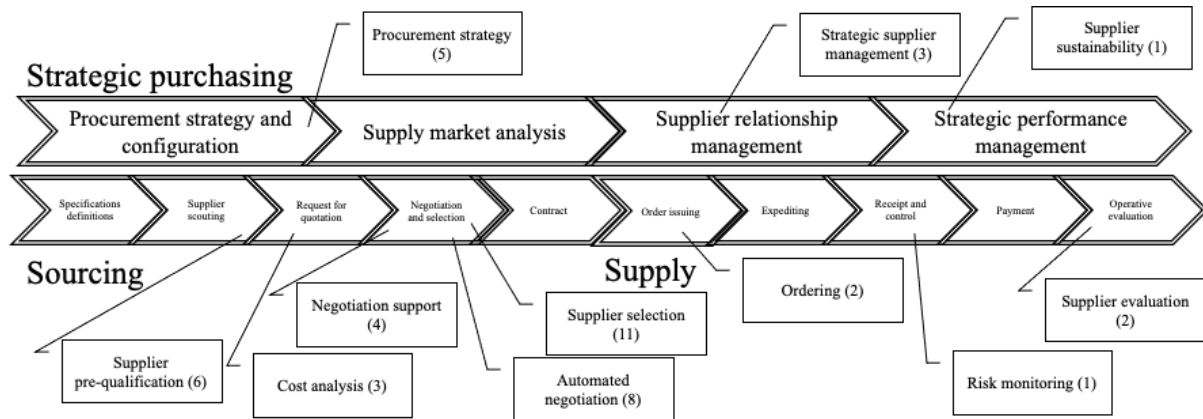 Procurement strategy
(5)
Strategic supplier
management (3)
Supplier
sustainability (1)
Strategic purchasing
Procurement strategy and
configuration
Supply market analysis
Supplier relationship
management
Strategic performance
management
Specifications
definitions
Supplier
scouting
Request for
quotation
Negotiation
and selection
Contract
Order issuing
Expediting
Receipt and
control
Payment
Operative
evaluation
Sourcing
Supply
Negotiation support
(4)
Supplier selection
(11)
Ordering (2)
Supplier evaluation
(2)
Supplier
pre-qualification (6)
Cost analysis (3)
Automated
negotiation (8)
Risk monitoring (1)